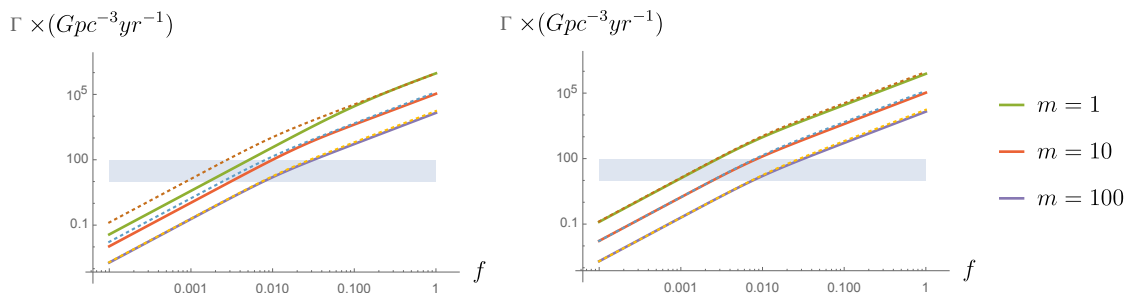 Γ ×(Gpc⁻³yr⁻¹)
10⁵
100
0.1
0.001 0.010 0.100 1
f
Γ ×(Gpc⁻³yr⁻¹)
10⁵
100
0.1
0.001 0.010 0.100 1
f
m = 1
m = 10
m = 100